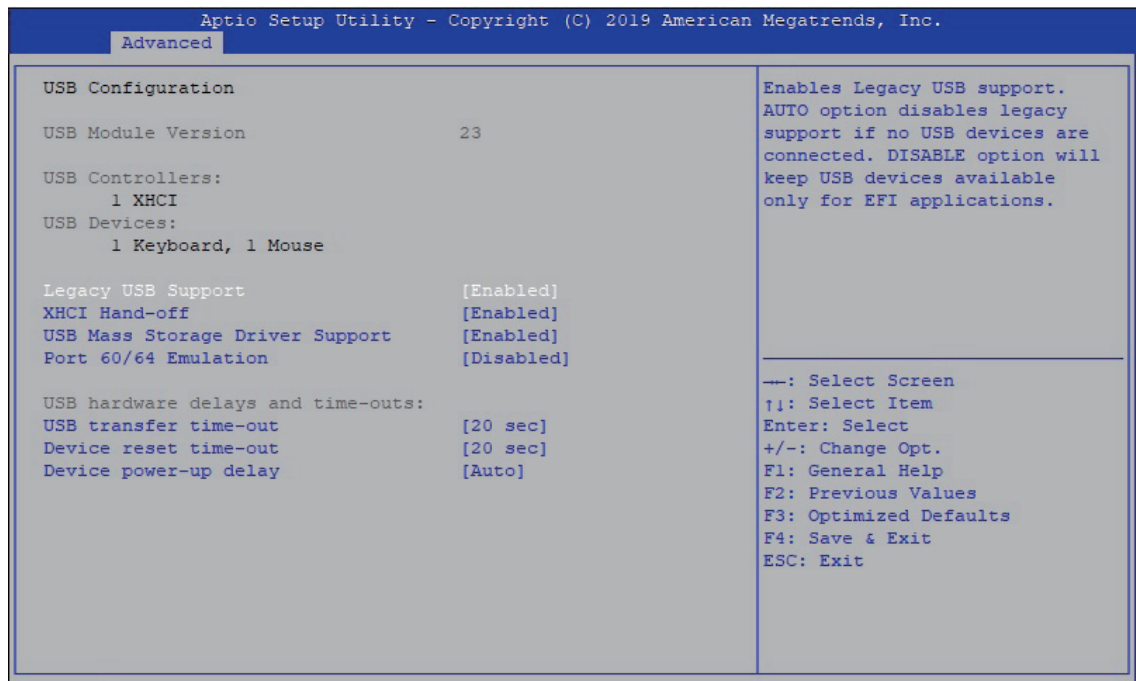 Aptio Setup Utility - Copyright (C) 2019 American Megatrends, Inc.
Advanced
USB Configuration
USB Module Version 23
USB Controllers:
1 XHCI
USB Devices:
1 Keyboard, 1 Mouse
Legacy USB Support [Enabled]
XHCI Hand-off [Enabled]
USB Mass Storage Driver Support [Enabled]
Port 60/64 Emulation [Disabled]
USB hardware delays and time-outs:
USB transfer time-out [20 sec]
Device reset time-out [20 sec]
Device power-up delay [Auto]
Enables Legacy USB support.
AUTO option disables legacy
support if no USB devices are
connected. DISABLE option will
keep USB devices available
only for EFI applications.
→←: Select Screen
↑↓: Select Item
Enter: Select
+/-: Change Opt.
F1: General Help
F2: Previous Values
F3: Optimized Defaults
F4: Save & Exit
ESC: Exit